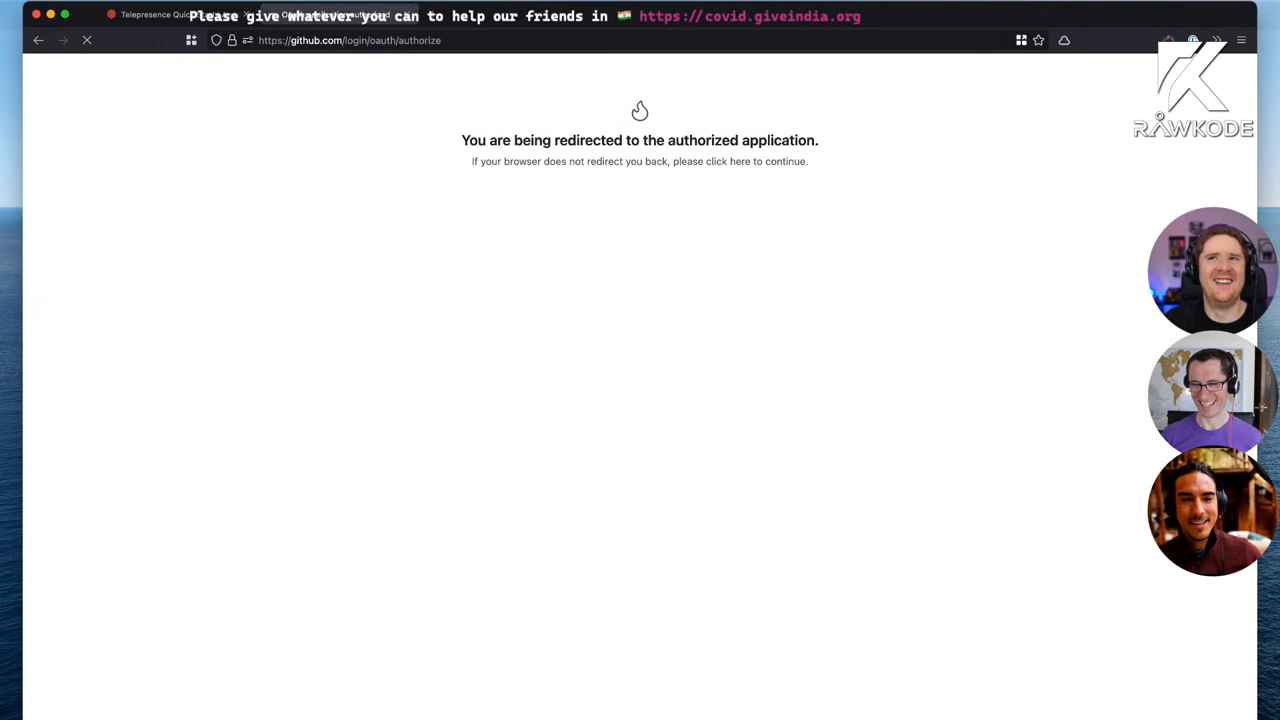 Please give whatever you can to help our friends in 🇮🇳 https://covid.giveindia.org
Telepresence Quick
https://github.com/login/oauth/authorize
You are being redirected to the authorized application.
If your browser does not redirect you back, please click here to continue.
RAWKODE